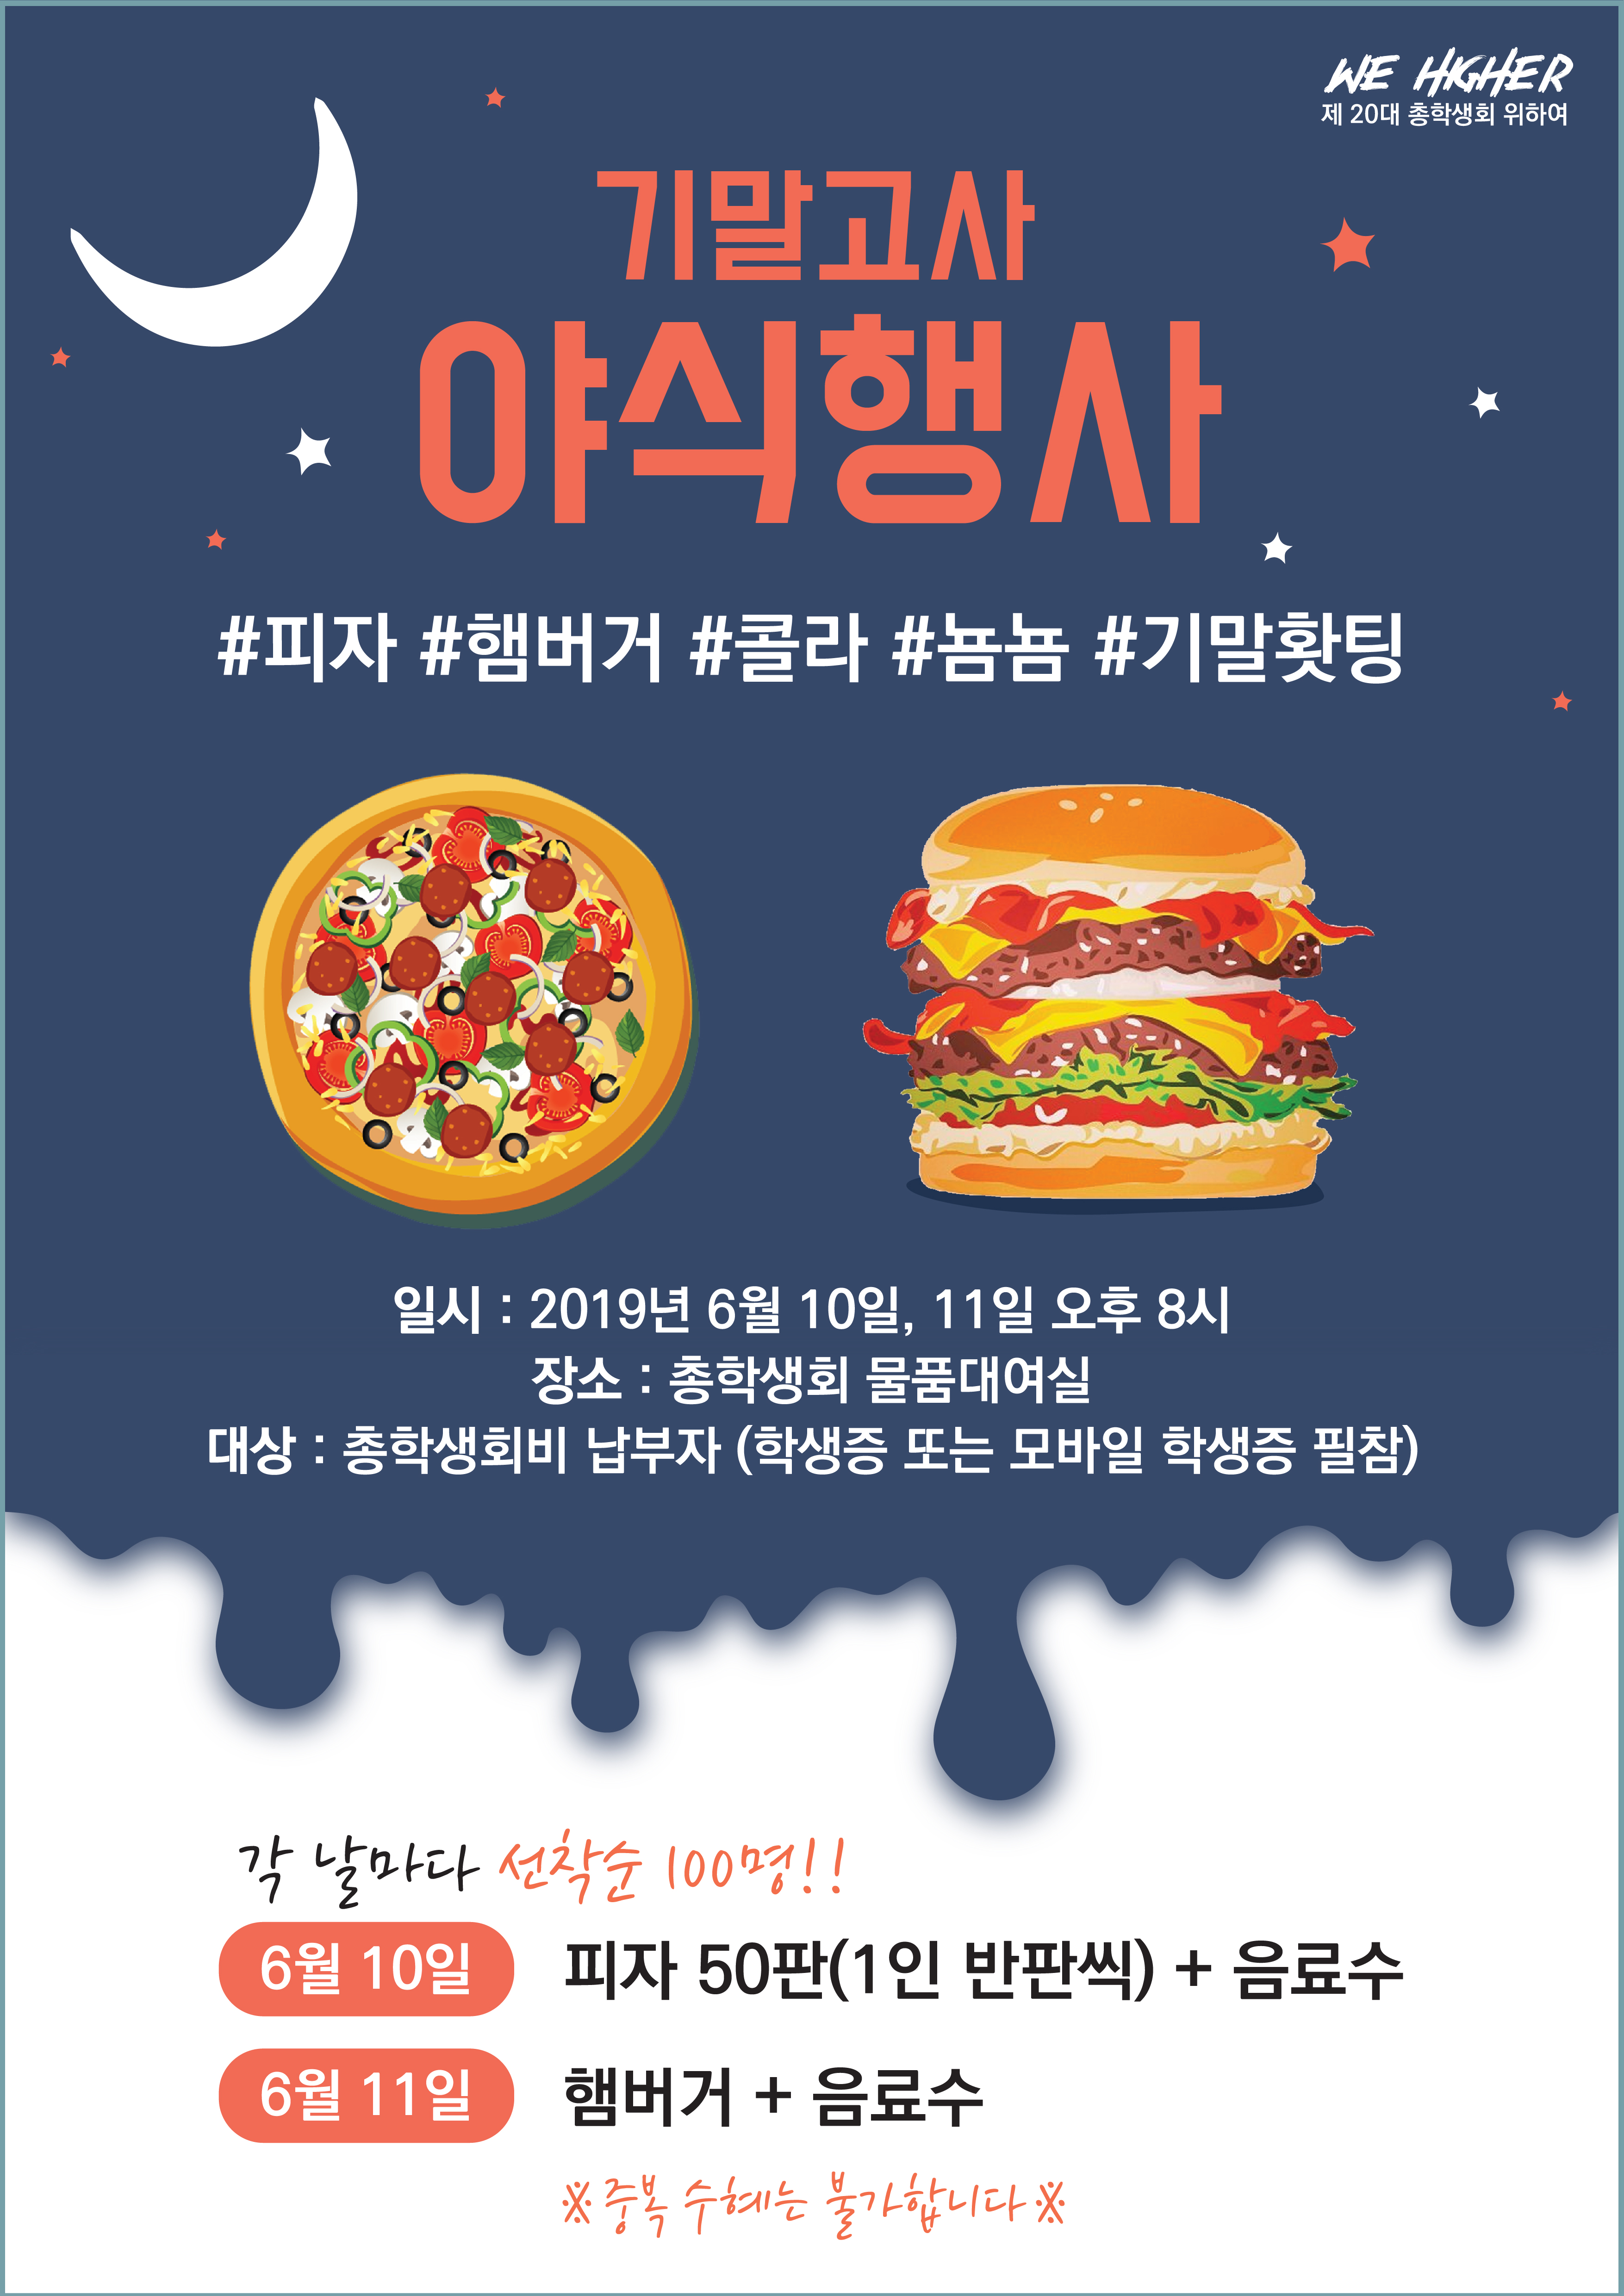 WE HIGHER
제 20대 총학생회 위하여
기말고사
야식행사
#피자 #햄버거 #콜라 #뇸뇸 #기말홧팅
일시 : 2019년 6월 10일, 11일 오후 8시
장소 : 총학생회 물품대여실
대상 : 총학생회비 납부자 (학생증 또는 모바일 학생증 필참)
각 날마다 선착순 100명!!
6월 10일 피자 50판(1인 반판씩) + 음료수
6월 11일 햄버거 + 음료수
※중복 수혜는 불가합니다※